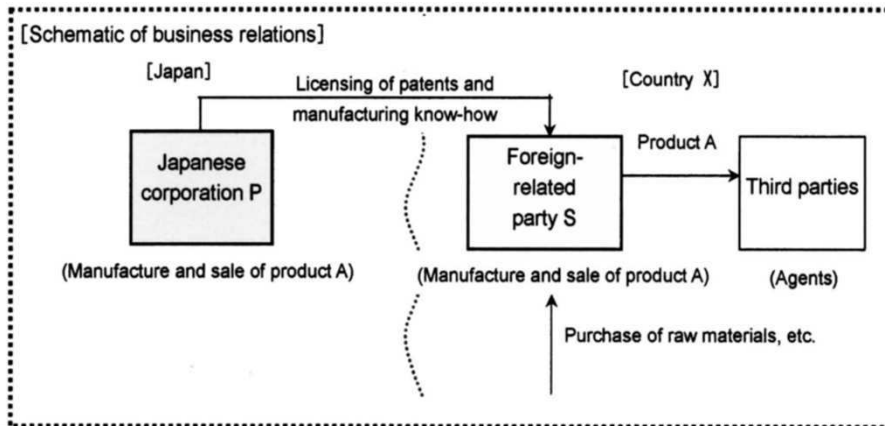 [Schematic of business relations]
[Japan]
Licensing of patents and
manufacturing know-how
[Country X]
Japanese
corporation P
Foreign-
related
party S
Product A
Third parties
(Manufacture and sale of product A)
(Manufacture and sale of product A)
(Agents)
Purchase of raw materials, etc.